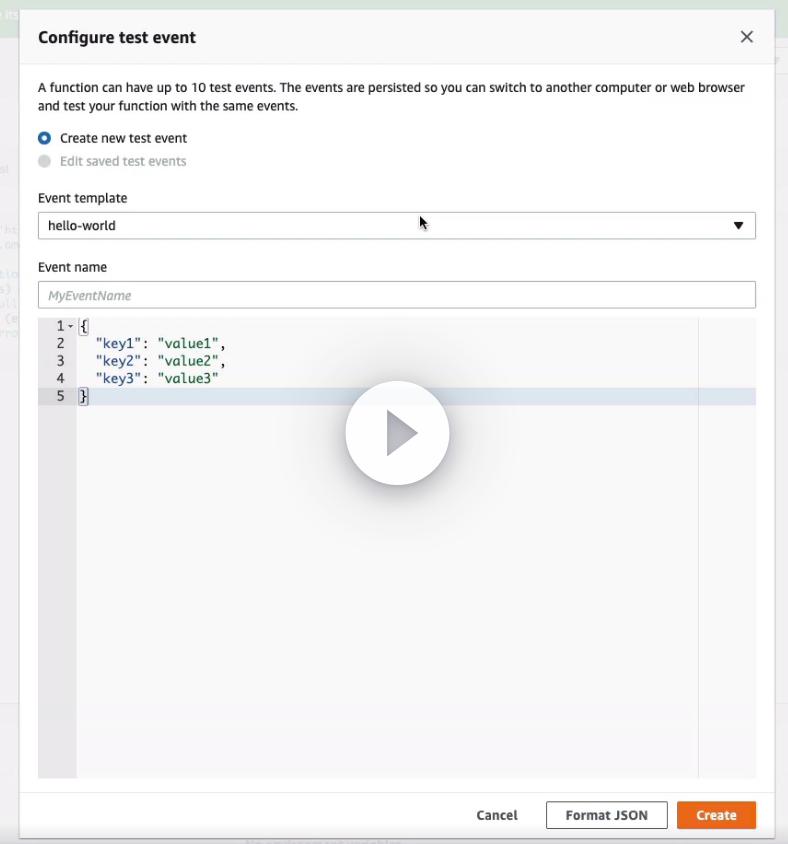 Configure test event
A function can have up to 10 test events. The events are persisted so you can switch to another computer or web browser
and test your function with the same events.
Create new test event
Edit saved test events
Event template
hello-world
Event name
MyEventName
1 {
2 "key1": "value1",
3 "key2": "value2",
4 "key3": "value3"
5 }
Cancel Format JSON Create